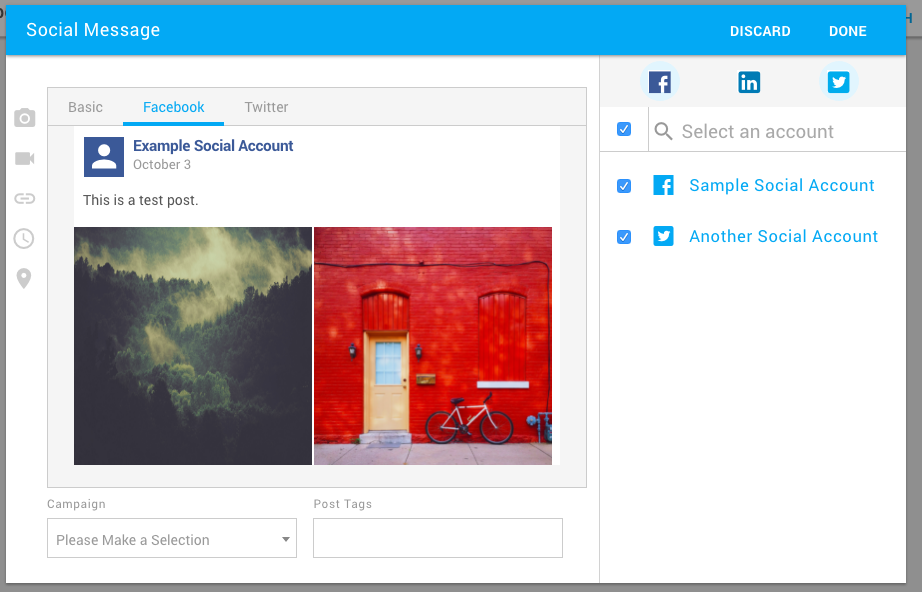 Social Message
DISCARD
DONE
Basic
Facebook
Twitter
Example Social Account
October 3
This is a test post.
Campaign
Post Tags
Please Make a Selection
Select an account
Sample Social Account
Another Social Account